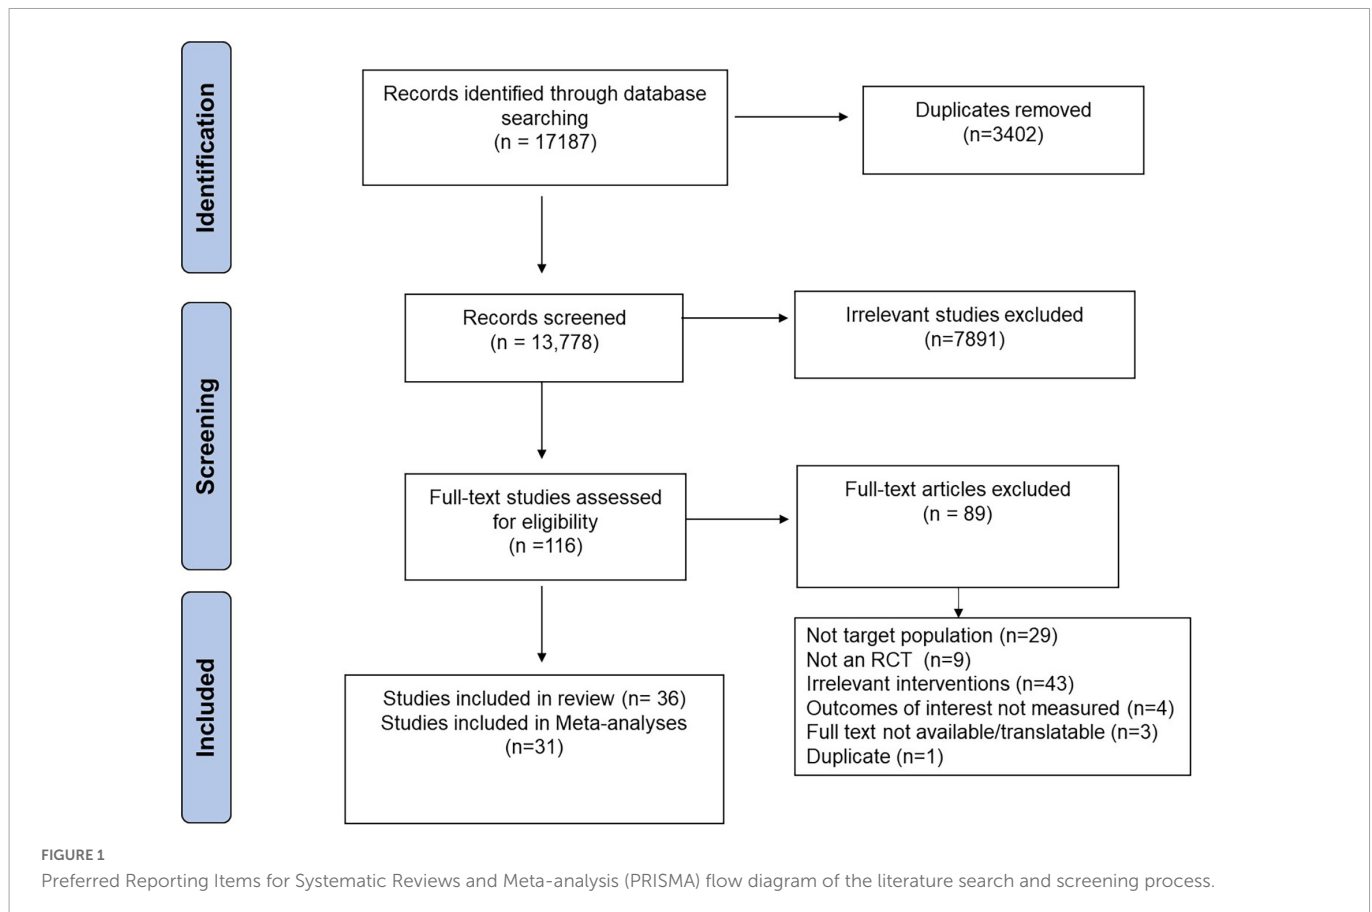 Identification
Records identified through database
searching
(n = 17187)
Duplicates removed
(n=3402)
Screening
Records screened
(n = 13,778)
Irrelevant studies excluded
(n=7891)
Full-text studies assessed
for eligibility
(n =116)
Full-text articles excluded
(n = 89)
Not target population (n=29)
Not an RCT (n=9)
Irrelevant interventions (n=43)
Outcomes of interest not measured (n=4)
Full text not available/translatable (n=3)
Duplicate (n=1)
Included
Studies included in review (n= 36)
Studies included in Meta-analyses
(n=31)
FIGURE 1
Preferred Reporting Items for Systematic Reviews and Meta-analysis (PRISMA) flow diagram of the literature search and screening process.